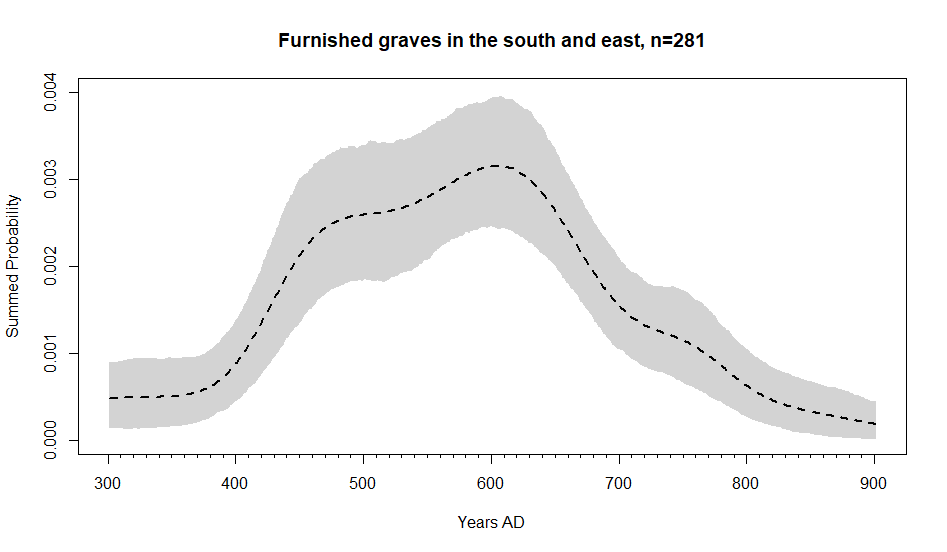 Furnished graves in the south and east, n=281
Summed Probability
0.004
0.003
0.002
0.001
0.000
300 400 500 600 700 800 900
Years AD